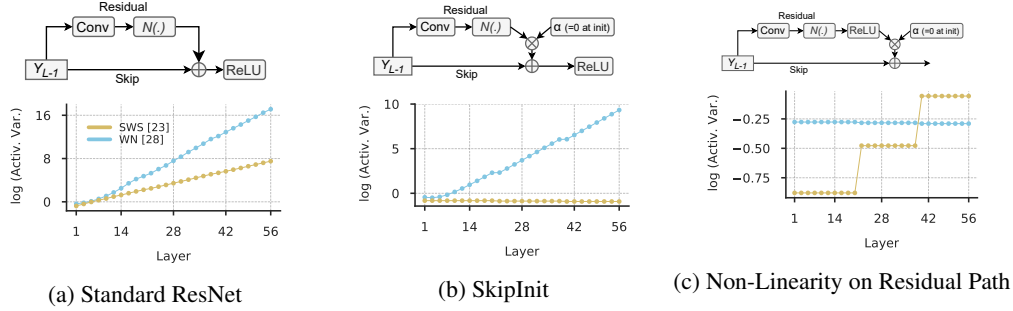 Residual
Conv
N(.)
Y_{L-1}
Skip
ReLU
log (Activ. Var.)
16
8
0
SWS [23]
WN [28]
1 14 28 42 56
Layer
(a) Standard ResNet
Residual
Conv
N(.)
α (=0 at init)
Y_{L-1}
Skip
ReLU
log (Activ. Var.)
10
5
0
1 14 28 42 56
Layer
(b) SkipInit
Residual
Conv
N(.)
ReLU
α (=0 at init)
Y_{L-1}
Skip
log (Activ. Var.)
−0.25
−0.50
−0.75
1 14 28 42 56
Layer
(c) Non-Linearity on Residual Path